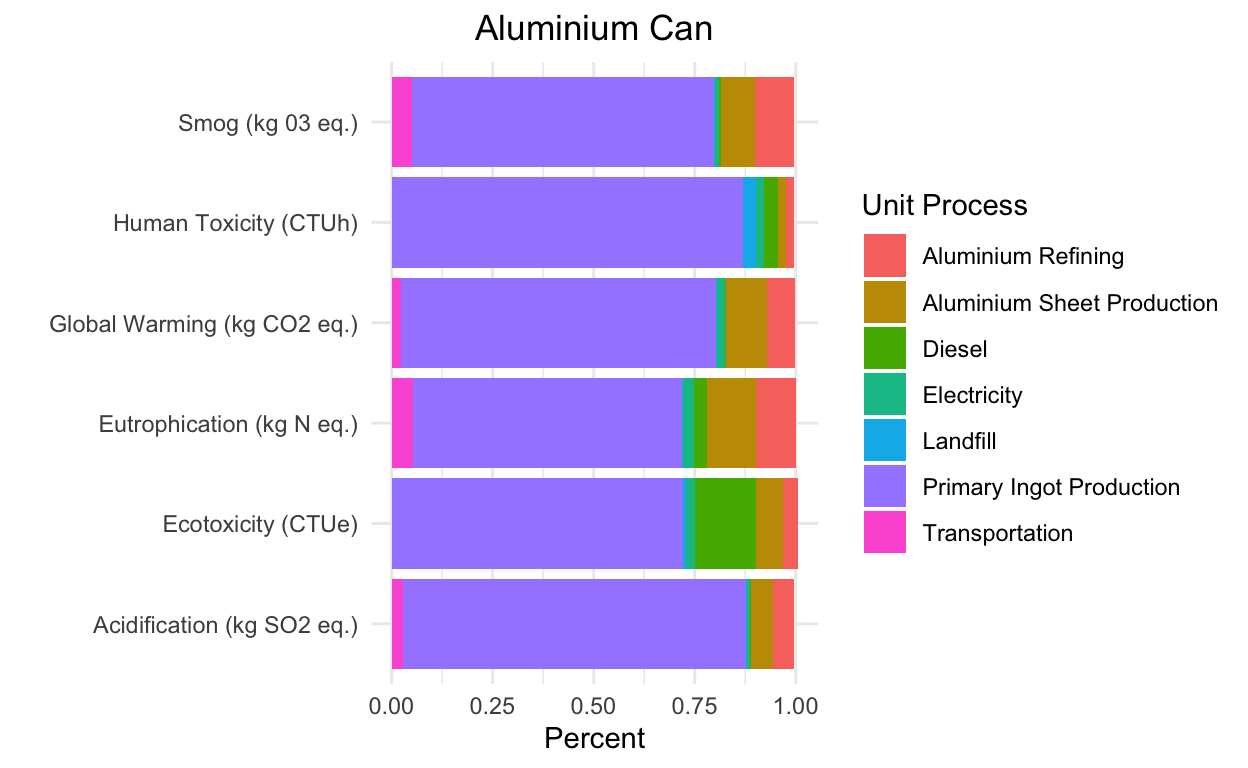 Aluminium Can
Smog (kg 03 eq.)
Human Toxicity (CTUh)
Global Warming (kg CO2 eq.)
Eutrophication (kg N eq.)
Ecotoxicity (CTUe)
Acidification (kg SO2 eq.)
0.00 0.25 0.50 0.75 1.00
Percent
Unit Process
Aluminium Refining
Aluminium Sheet Production
Diesel
Electricity
Landfill
Primary Ingot Production
Transportation